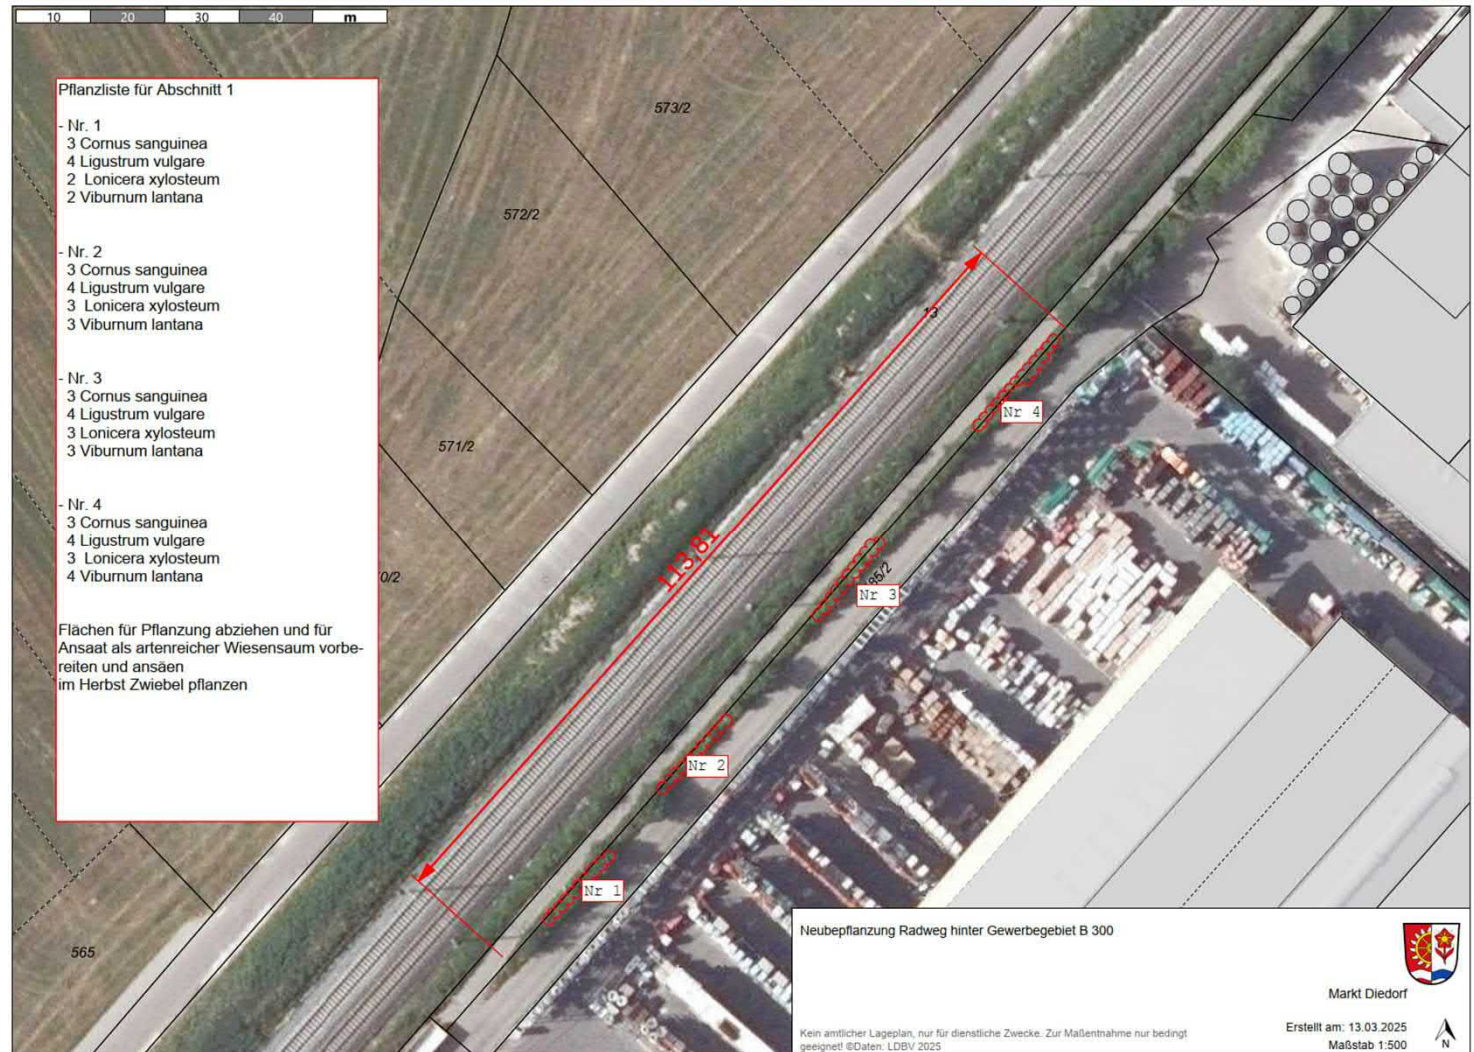 10 20 30 40 m
Pflanzliste für Abschnitt 1
- Nr. 1
3 Cornus sanguinea
4 Ligustrum vulgare
2 Lonicera xylosteum
2 Viburnum lantana
- Nr. 2
3 Cornus sanguinea
4 Ligustrum vulgare
3 Lonicera xylosteum
3 Viburnum lantana
- Nr. 3
3 Cornus sanguinea
4 Ligustrum vulgare
3 Lonicera xylosteum
3 Viburnum lantana
- Nr. 4
3 Cornus sanguinea
4 Ligustrum vulgare
3 Lonicera xylosteum
4 Viburnum lantana
Flächen für Pflanzung abziehen und für
Ansaat als artenreicher Wiesensaum vorbe-
reiten und ansäen
im Herbst Zwiebel pflanzen
573/2
572/2
13
571/2
Nr 4
113,81
0/2
85/2
Nr 3
Nr 2
Nr 1
565
Neubepflanzung Radweg hinter Gewerbegebiet B 300
Markt Diedorf
Kein amtlicher Lageplan, nur für dienstliche Zwecke. Zur Maßentnahme nur bedingt
geeignet! ©Daten: LDBV 2025
Erstellt am: 13.03.2025
Maßstab 1:500
N